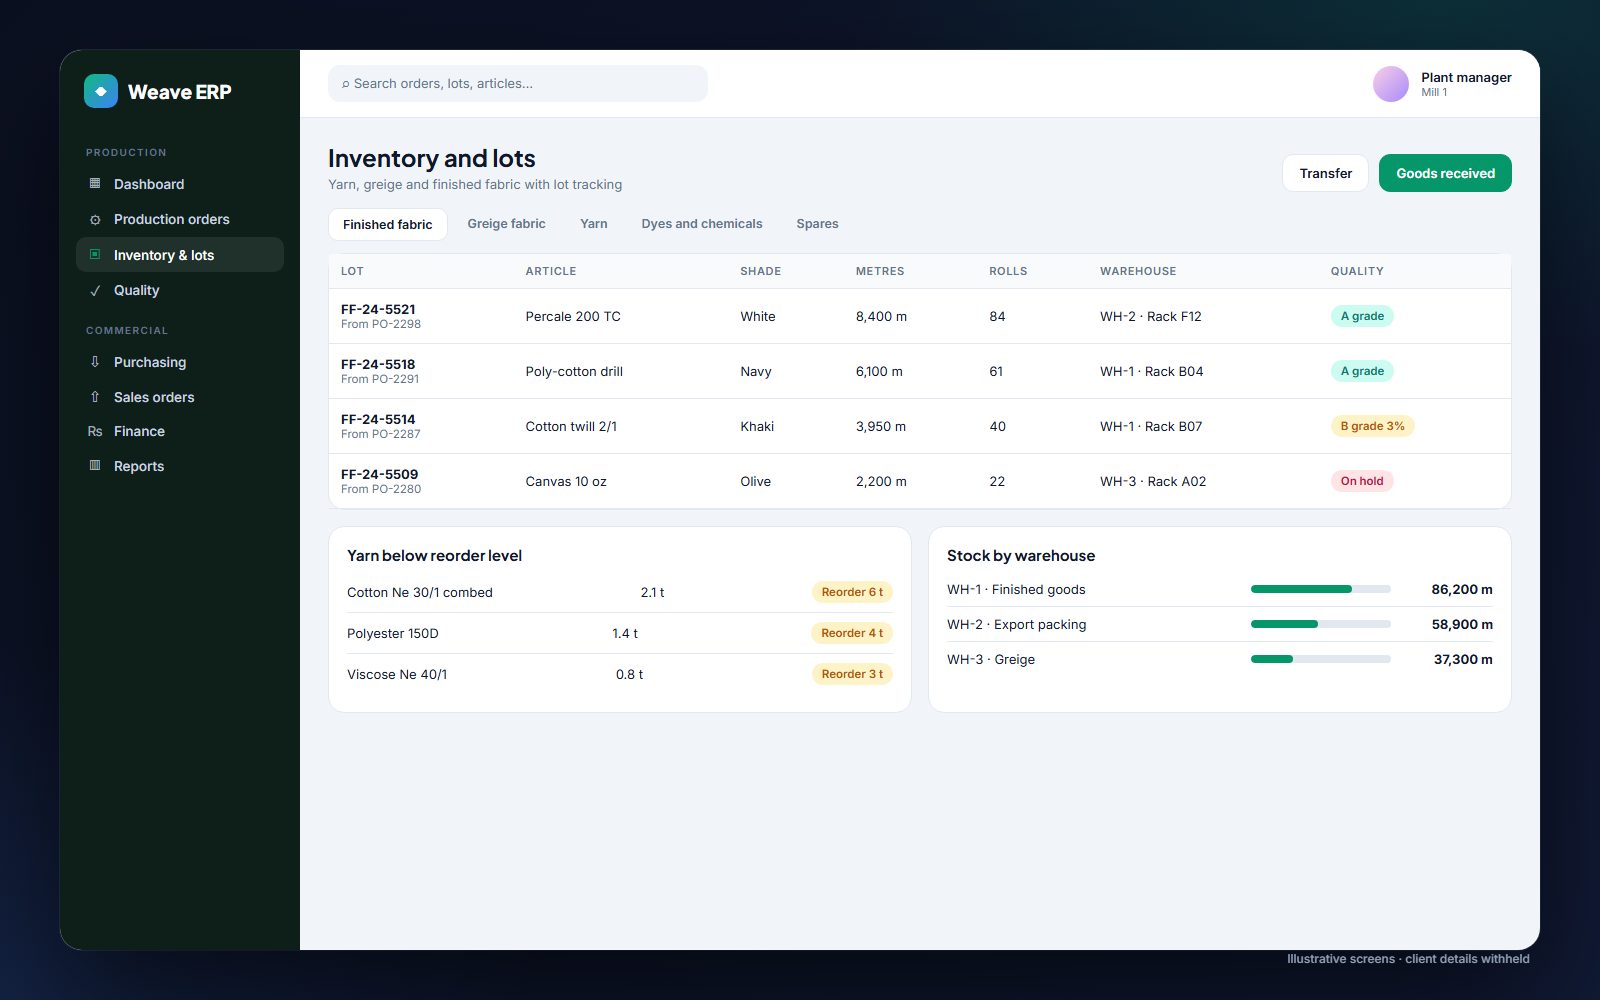 Weave ERP
Search orders, lots, articles...
Plant manager
Mill 1
PRODUCTION
Dashboard
Production orders
Inventory & lots
Quality
COMMERCIAL
Purchasing
Sales orders
Rs Finance
Reports
Inventory and lots
Yarn, greige and finished fabric with lot tracking
Transfer
Goods received
Finished fabric Greige fabric Yarn Dyes and chemicals Spares
LOT ARTICLE SHADE METRES ROLLS WAREHOUSE QUALITY
FF-24-5521 Percale 200 TC White 8,400 m 84 WH-2 · Rack F12 A grade
From PO-2298
FF-24-5518 Poly-cotton drill Navy 6,100 m 61 WH-1 · Rack B04 A grade
From PO-2291
FF-24-5514 Cotton twill 2/1 Khaki 3,950 m 40 WH-1 · Rack B07 B grade 3%
From PO-2287
FF-24-5509 Canvas 10 oz Olive 2,200 m 22 WH-3 · Rack A02 On hold
From PO-2280
Yarn below reorder level
Cotton Ne 30/1 combed 2.1 t Reorder 6 t
Polyester 150D 1.4 t Reorder 4 t
Viscose Ne 40/1 0.8 t Reorder 3 t
Stock by warehouse
WH-1 · Finished goods 86,200 m
WH-2 · Export packing 58,900 m
WH-3 · Greige 37,300 m
Illustrative screens · client details withheld